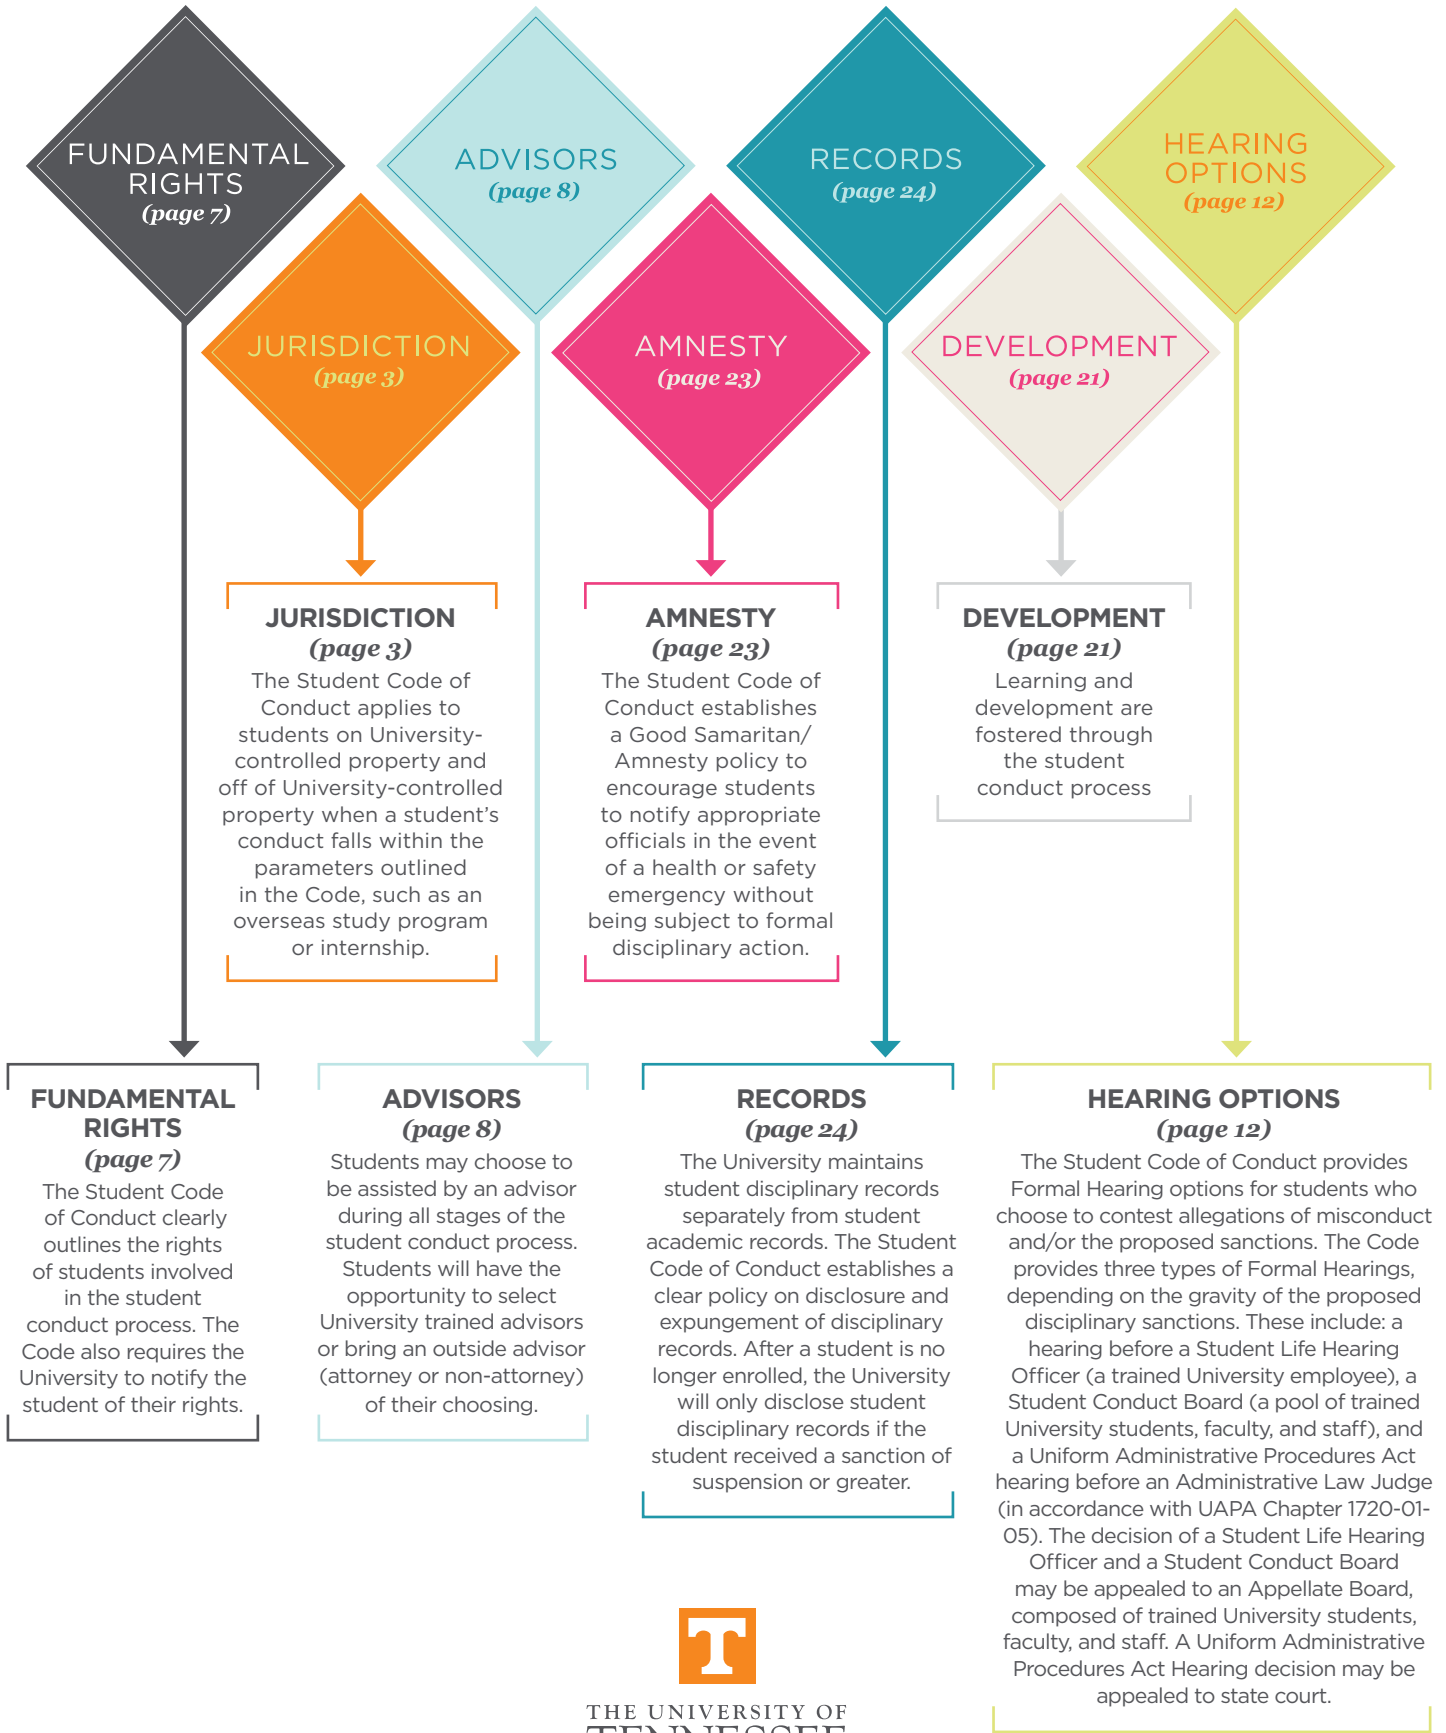 FUNDAMENTAL
RIGHTS
(page 7)
ADVISORS
(page 8)
RECORDS
(page 24)
HEARING
OPTIONS
(page 12)
JURISDICTION
(page 3)
AMNESTY
(page 23)
DEVELOPMENT
(page 21)
JURISDICTION
(page 3)
The Student Code of
Conduct applies to
students on University-
controlled property and
off of University-controlled
property when a student’s
conduct falls within the
parameters outlined
in the Code, such as an
overseas study program
or internship.
AMNESTY
(page 23)
The Student Code of
Conduct establishes
a Good Samaritan/
Amnesty policy to
encourage students
to notify appropriate
officials in the event
of a health or safety
emergency without
being subject to formal
disciplinary action.
DEVELOPMENT
(page 21)
Learning and
development are
fostered through
the student
conduct process
FUNDAMENTAL
RIGHTS
(page 7)
The Student Code
of Conduct clearly
outlines the rights
of students involved
in the student
conduct process. The
Code also requires the
University to notify the
student of their rights.
ADVISORS
(page 8)
Students may choose to
be assisted by an advisor
during all stages of the
student conduct process.
Students will have the
opportunity to select
University trained advisors
or bring an outside advisor
(attorney or non-attorney)
of their choosing.
RECORDS
(page 24)
The University maintains
student disciplinary records
separately from student
academic records. The Student
Code of Conduct establishes a
clear policy on disclosure and
expungement of disciplinary
records. After a student is no
longer enrolled, the University
will only disclose student
disciplinary records if the
student received a sanction of
suspension or greater.
HEARING OPTIONS
(page 12)
The Student Code of Conduct provides
Formal Hearing options for students who
choose to contest allegations of misconduct
and/or the proposed sanctions. The Code
provides three types of Formal Hearings,
depending on the gravity of the proposed
disciplinary sanctions. These include: a
hearing before a Student Life Hearing
Officer (a trained University employee), a
Student Conduct Board (a pool of trained
University students, faculty, and staff), and
a Uniform Administrative Procedures Act
hearing before an Administrative Law Judge
(in accordance with UAPA Chapter 1720-01-
05). The decision of a Student Life Hearing
Officer and a Student Conduct Board
may be appealed to an Appellate Board,
composed of trained University students,
faculty, and staff. A Uniform Administrative
Procedures Act Hearing decision may be
appealed to state court.
T
THE UNIVERSITY OF
TENNESSEE